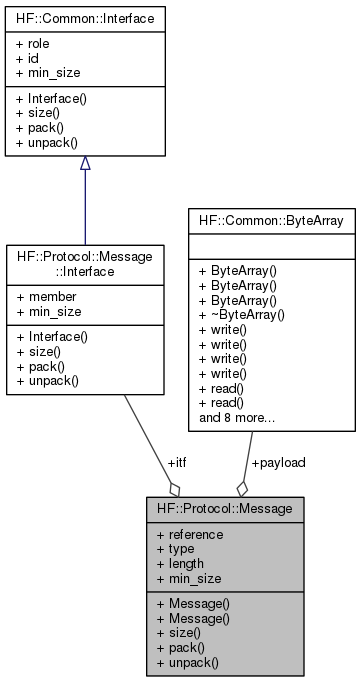 HF::Common::Interface
+ role
+ id
+ min_size
+ Interface()
+ size()
+ pack()
+ unpack()
HF::Protocol::Message
::Interface
+ member
+ min_size
+ Interface()
+ size()
+ pack()
+ unpack()
HF::Common::ByteArray
+ ByteArray()
+ ByteArray()
+ ByteArray()
+ ~ByteArray()
+ write()
+ write()
+ write()
+ write()
+ read()
+ read()
and 8 more...
+itf
+payload
HF::Protocol::Message
+ reference
+ type
+ length
+ min_size
+ Message()
+ Message()
+ size()
+ pack()
+ unpack()